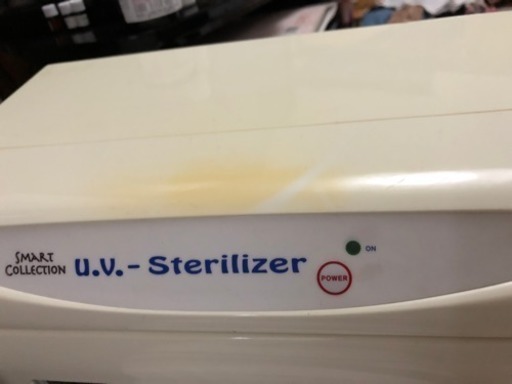 SMART
COLLECTION
U.V.-Sterilizer
ON
POWER